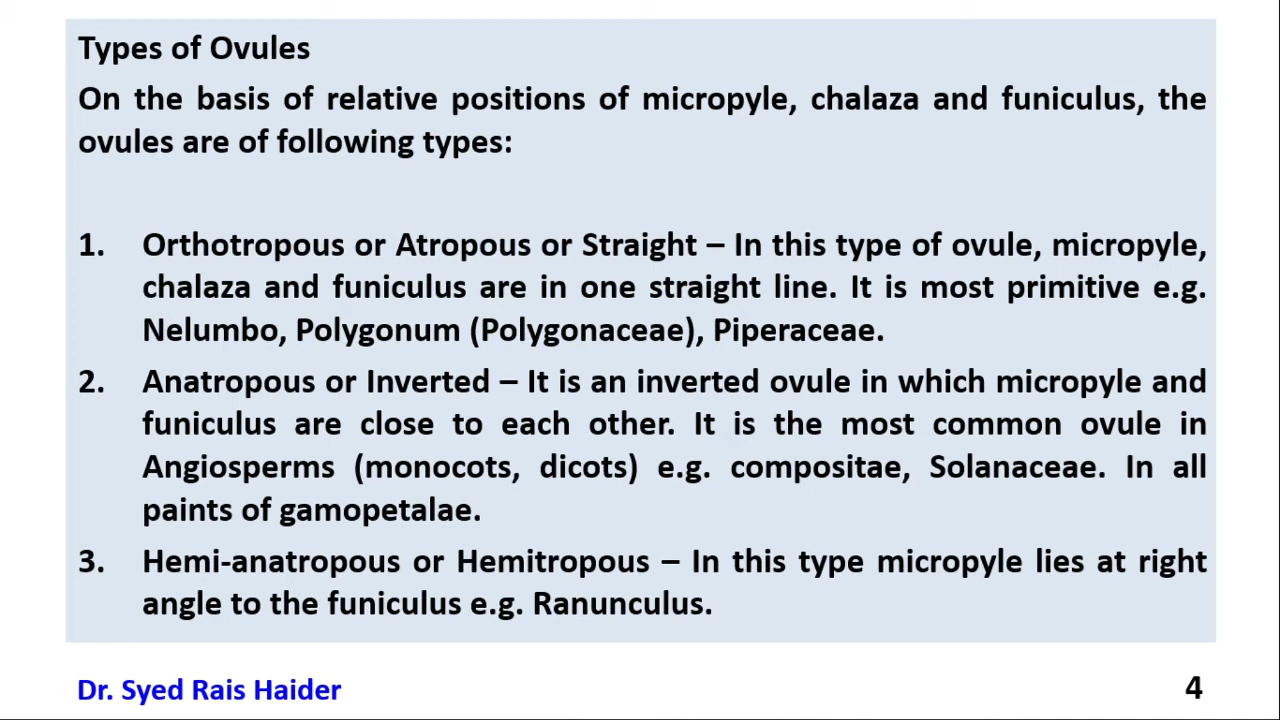 Types of Ovules
On the basis of relative positions of micropyle, chalaza and funiculus, the
ovules are of following types:
1. Orthotropous or Atropous or Straight – In this type of ovule, micropyle,
chalaza and funiculus are in one straight line. It is most primitive e.g.
Nelumbo, Polygonum (Polygonaceae), Piperaceae.
2. Anatropous or Inverted – It is an inverted ovule in which micropyle and
funiculus are close to each other. It is the most common ovule in
Angiosperms (monocots, dicots) e.g. compositae, Solanaceae. In all
paints of gamopetalae.
3. Hemi-anatropous or Hemitropous – In this type micropyle lies at right
angle to the funiculus e.g. Ranunculus.
Dr. Syed Rais Haider
4